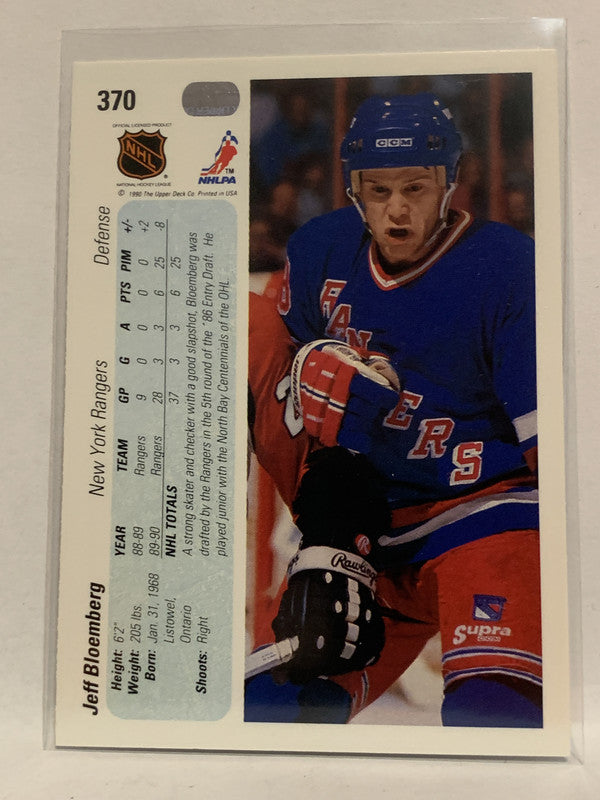 370
OFFICIAL LICENSED PRODUCT
NHL
NATIONAL HOCKEY LEAGUE
NHLPA
© 1990 The Upper Deck Co. Printed in USA
Jeff Bloemberg New York Rangers Defense
Height: 6'2"
Weight: 205 lbs.
Born: Jan. 31, 1968
Listowel,
Ontario
Shoots: Right
YEAR TEAM GP G A PTS PIM +/-
88-89 Rangers 9 0 0 0 0 +2
89-90 Rangers 28 3 3 6 25 -8
NHL TOTALS 37 3 3 6 25
A strong skater and checker with a good slapshot, Bloemberg was
drafted by the Rangers in the 5th round of the '86 Entry Draft. He
played junior with the North Bay Centennials of the OHL.
CCM
RANGERS
Rawlings
R
Supra
CCM